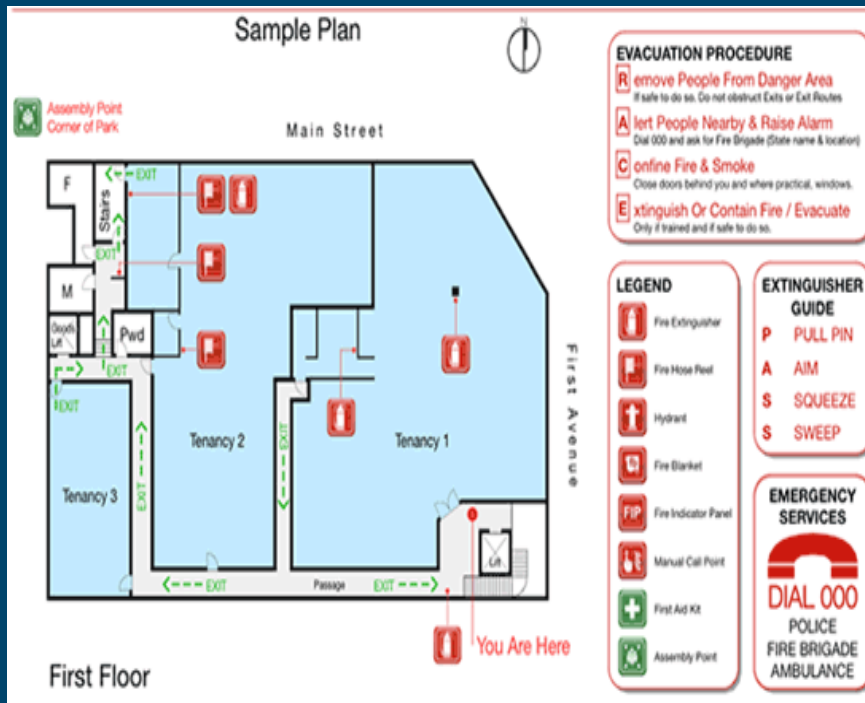 Sample Plan
N
Assembly Point
Corner of Park
Main Street
F
Stairs
EXIT
EXIT
M
Goods
Lift
Pwd
EXIT
EXIT
EXIT
EXIT
Tenancy 1
Tenancy 2
Tenancy 3
First Avenue
Lift
EXIT
Passage
EXIT
You Are Here
First Floor
EVACUATION PROCEDURE
R emove People From Danger Area
If safe to do so. Do not obstruct Exits or Exit Routes
A lert People Nearby & Raise Alarm
Dial 000 and ask for Fire Brigade (State name & location)
C onfine Fire & Smoke
Close doors behind you and where practical, windows.
E xtinguish Or Contain Fire / Evacuate
Only if trained and if safe to do so.
LEGEND
Fire Extinguisher
Fire Hose Reel
Hydrant
Fire Blanket
FIP Fire Indicator Panel
Manual Call Point
First Aid Kit
Assembly Point
EXTINGUISHER
GUIDE
P PULL PIN
A AIM
S SQUEEZE
S SWEEP
EMERGENCY
SERVICES
DIAL 000
POLICE
FIRE BRIGADE
AMBULANCE